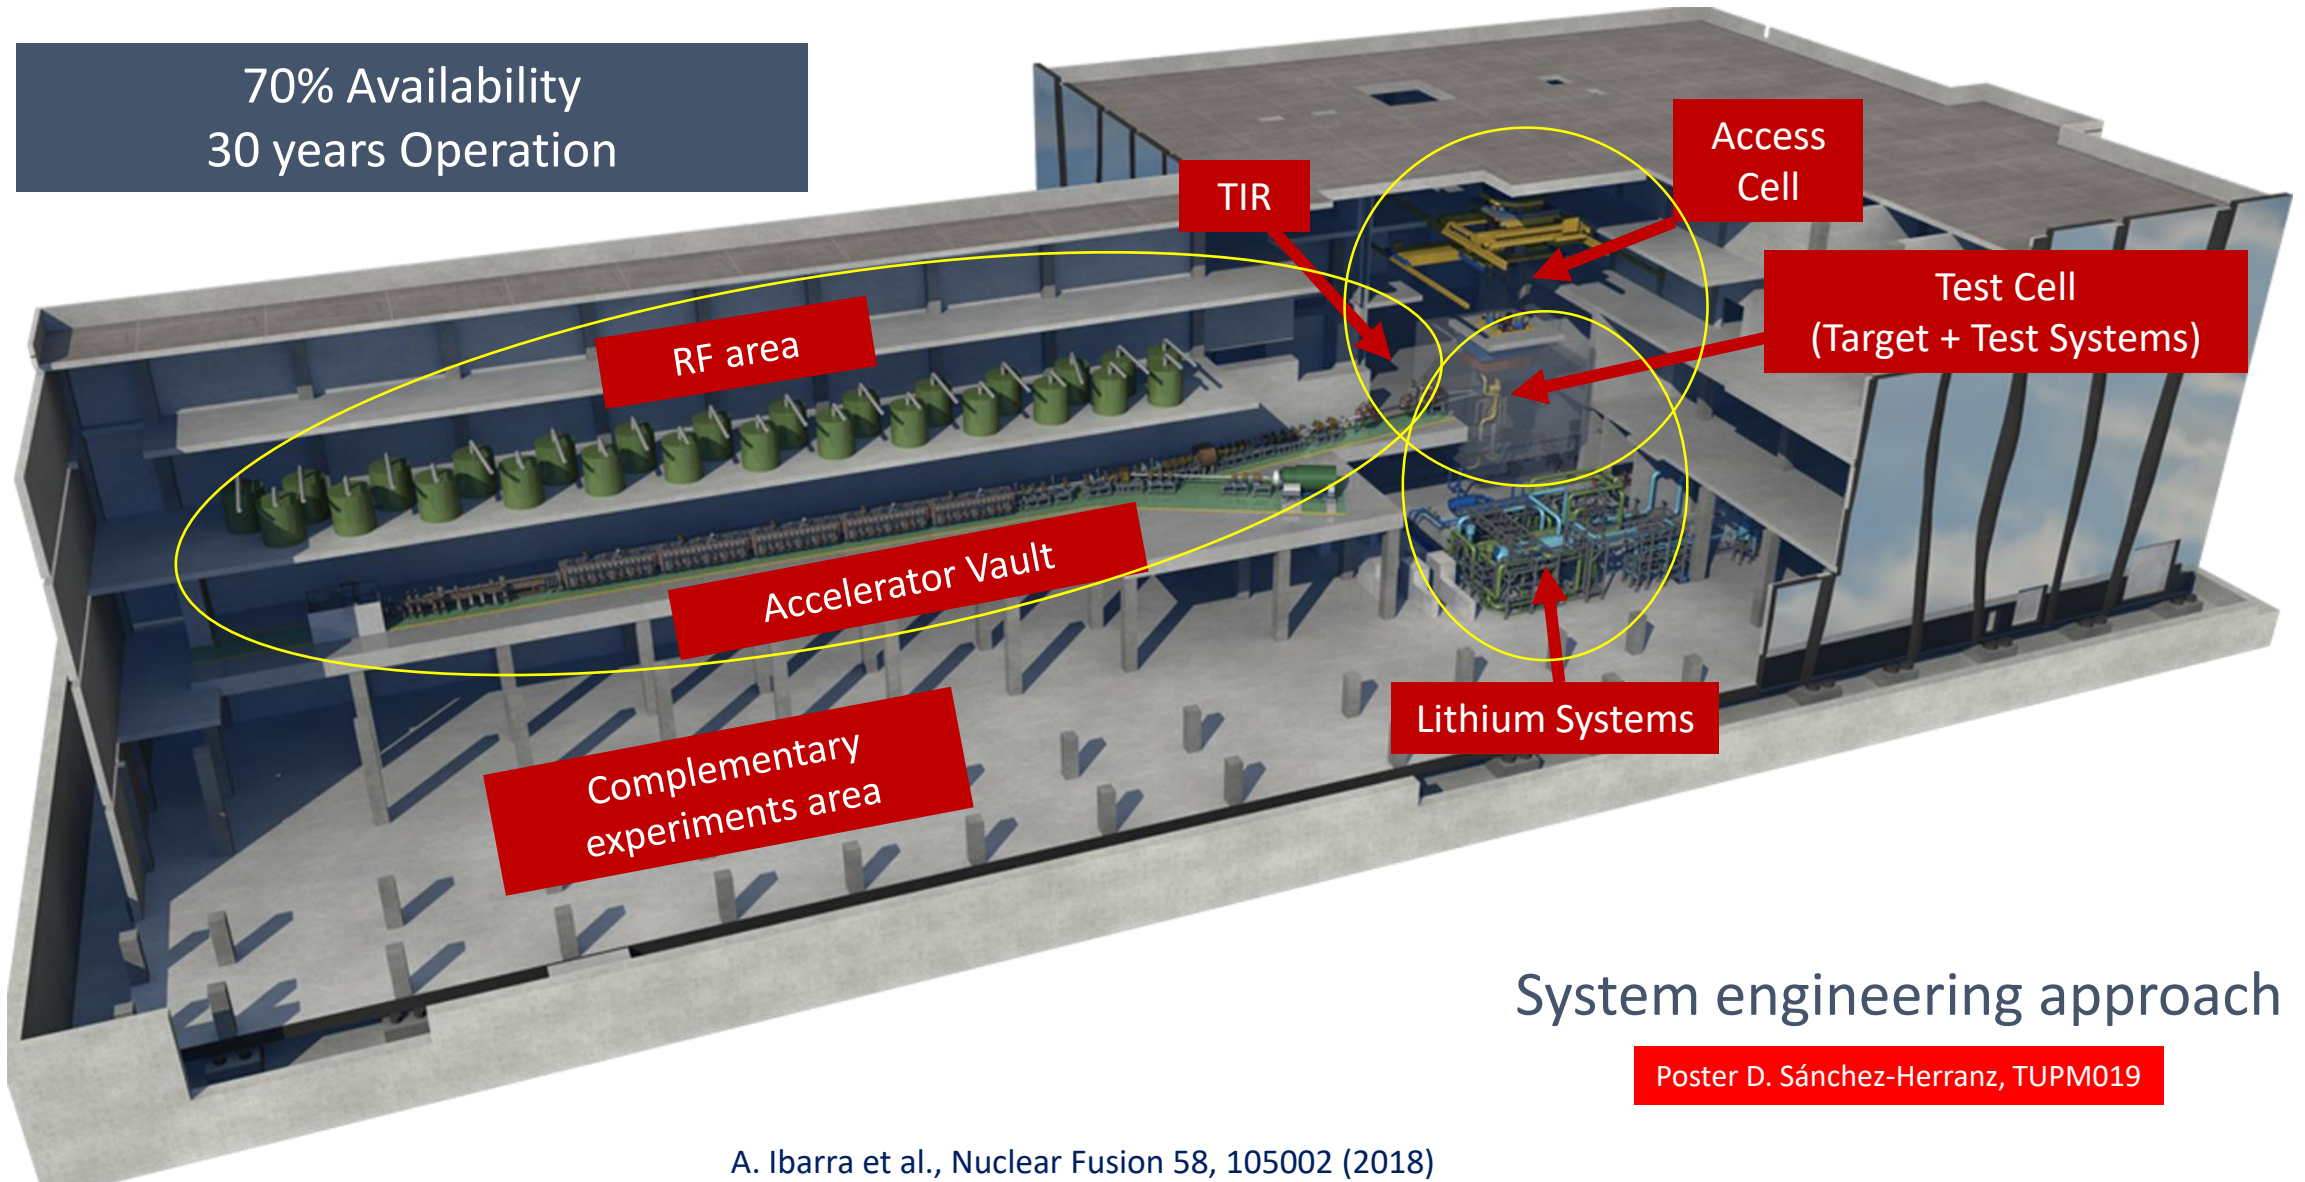 70% Availability
30 years Operation
Access
Cell
TIR
Test Cell
(Target + Test Systems)
RF area
Accelerator Vault
Lithium Systems
Complementary
experiments area
System engineering approach
Poster D. Sánchez-Herranz, TUPM019
A. Ibarra et al., Nuclear Fusion 58, 105002 (2018)